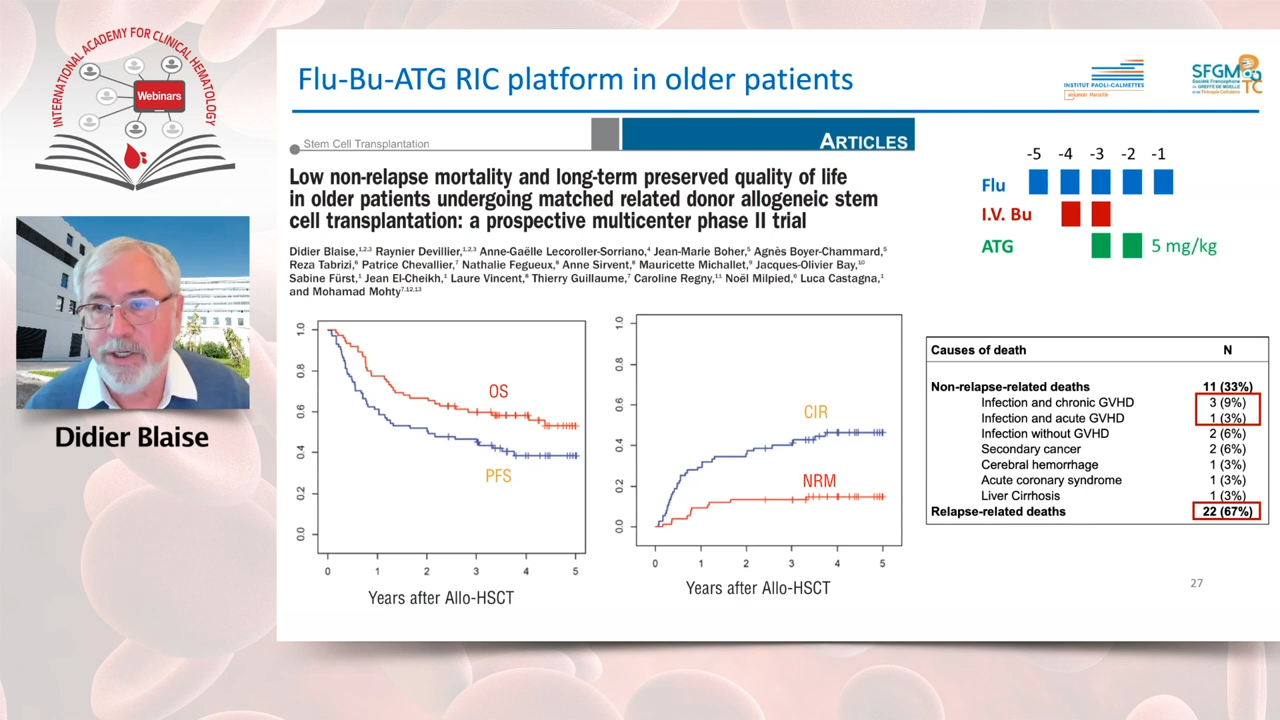 INTERNATIONAL ACADEMY FOR CLINICAL HEMATOLOGY
Webinars
Didier Blaise
Flu-Bu-ATG RIC platform in older patients
INSTITUT PAOLI-CALMETTES
unicancer Marseille
SFGM
TC
Société Francophone
de GREFFE DE MOELLE
et de Thérapie Cellulaire
Stem Cell Transplantation
ARTICLES
Low non-relapse mortality and long-term preserved quality of life
in older patients undergoing matched related donor allogeneic stem
cell transplantation: a prospective multicenter phase II trial
Didier Blaise,1,2,3 Raynier Devillier,1,2,3 Anne-Gaëlle Lecoroller-Sorriano,4 Jean-Marie Boher,5 Agnès Boyer-Chammard,5
Reza Tabrizi,6 Patrice Chevallier,7 Nathalie Fegueux,8 Anne Sirvent,8 Mauricette Michallet,9 Jacques-Olivier Bay,10
Sabine Fürst,1 Jean El-Cheikh,1 Laure Vincent,8 Thierry Guillaume,7 Caroline Regny,11 Noël Milpied,6 Luca Castagna,1
and Mohamad Mohty7,12,13
-5 -4 -3 -2 -1
Flu
I.V. Bu
ATG 5 mg/kg
1.0
0.8
0.6
0.4
0.2
0.0
OS
PFS
0 1 2 3 4 5
Years after Allo-HSCT
1.0
0.8
0.6
0.4
0.2
0.0
CIR
NRM
0 1 2 3 4 5
Years after Allo-HSCT
Causes of death N
Non-relapse-related deaths 11 (33%)
Infection and chronic GVHD 3 (9%)
Infection and acute GVHD 1 (3%)
Infection without GVHD 2 (6%)
Secondary cancer 2 (6%)
Cerebral hemorrhage 1 (3%)
Acute coronary syndrome 1 (3%)
Liver Cirrhosis 1 (3%)
Relapse-related deaths 22 (67%)
27